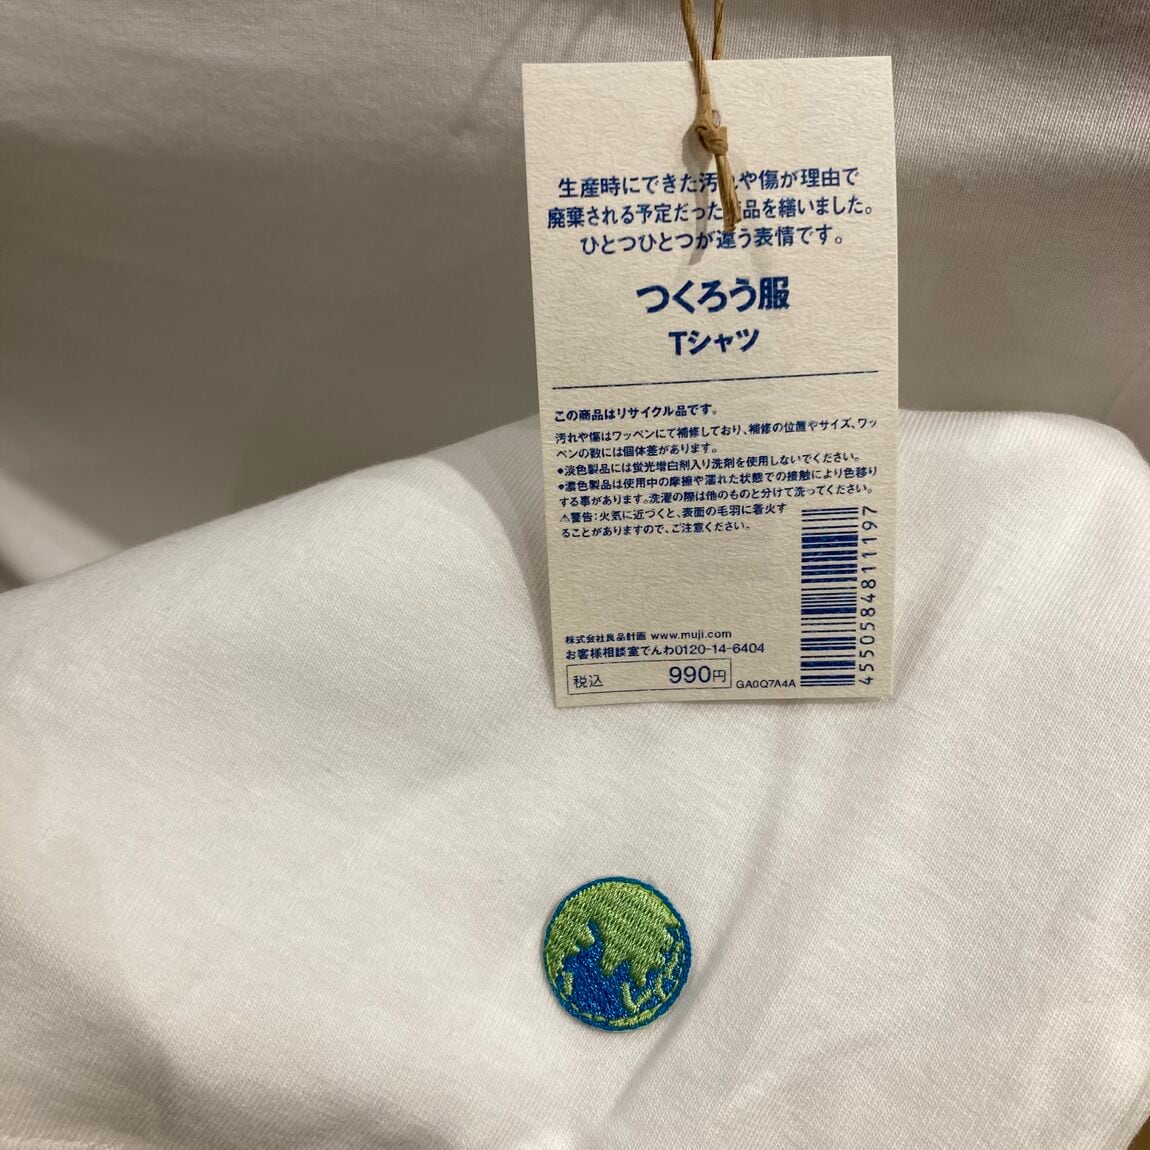 生産時にできた汚れや傷が理由で
廃棄される予定だった品を繕いました。
ひとつひとつが違う表情です。
つくろう服
Tシャツ
この商品はリサイクル品です。
汚れや傷はワッペンにて補修しており、補修の位置やサイズ、ワッ
ペンの数には個体差があります。
●淡色製品には蛍光増白剤入り洗剤を使用しないでください。
●濃色製品は使用中の摩擦や濡れた状態での接触により色移り
する事があります。洗濯の際は他のものと分けて洗ってください。
⚠警告：火気に近づくと、表面の毛羽に着火す
ることがありますので、ご注意ください。
株式会社良品計画 www.muji.com
お客様相談室でんわ0120-14-6404
税込 990円
GA0Q7A4A
4550584811197